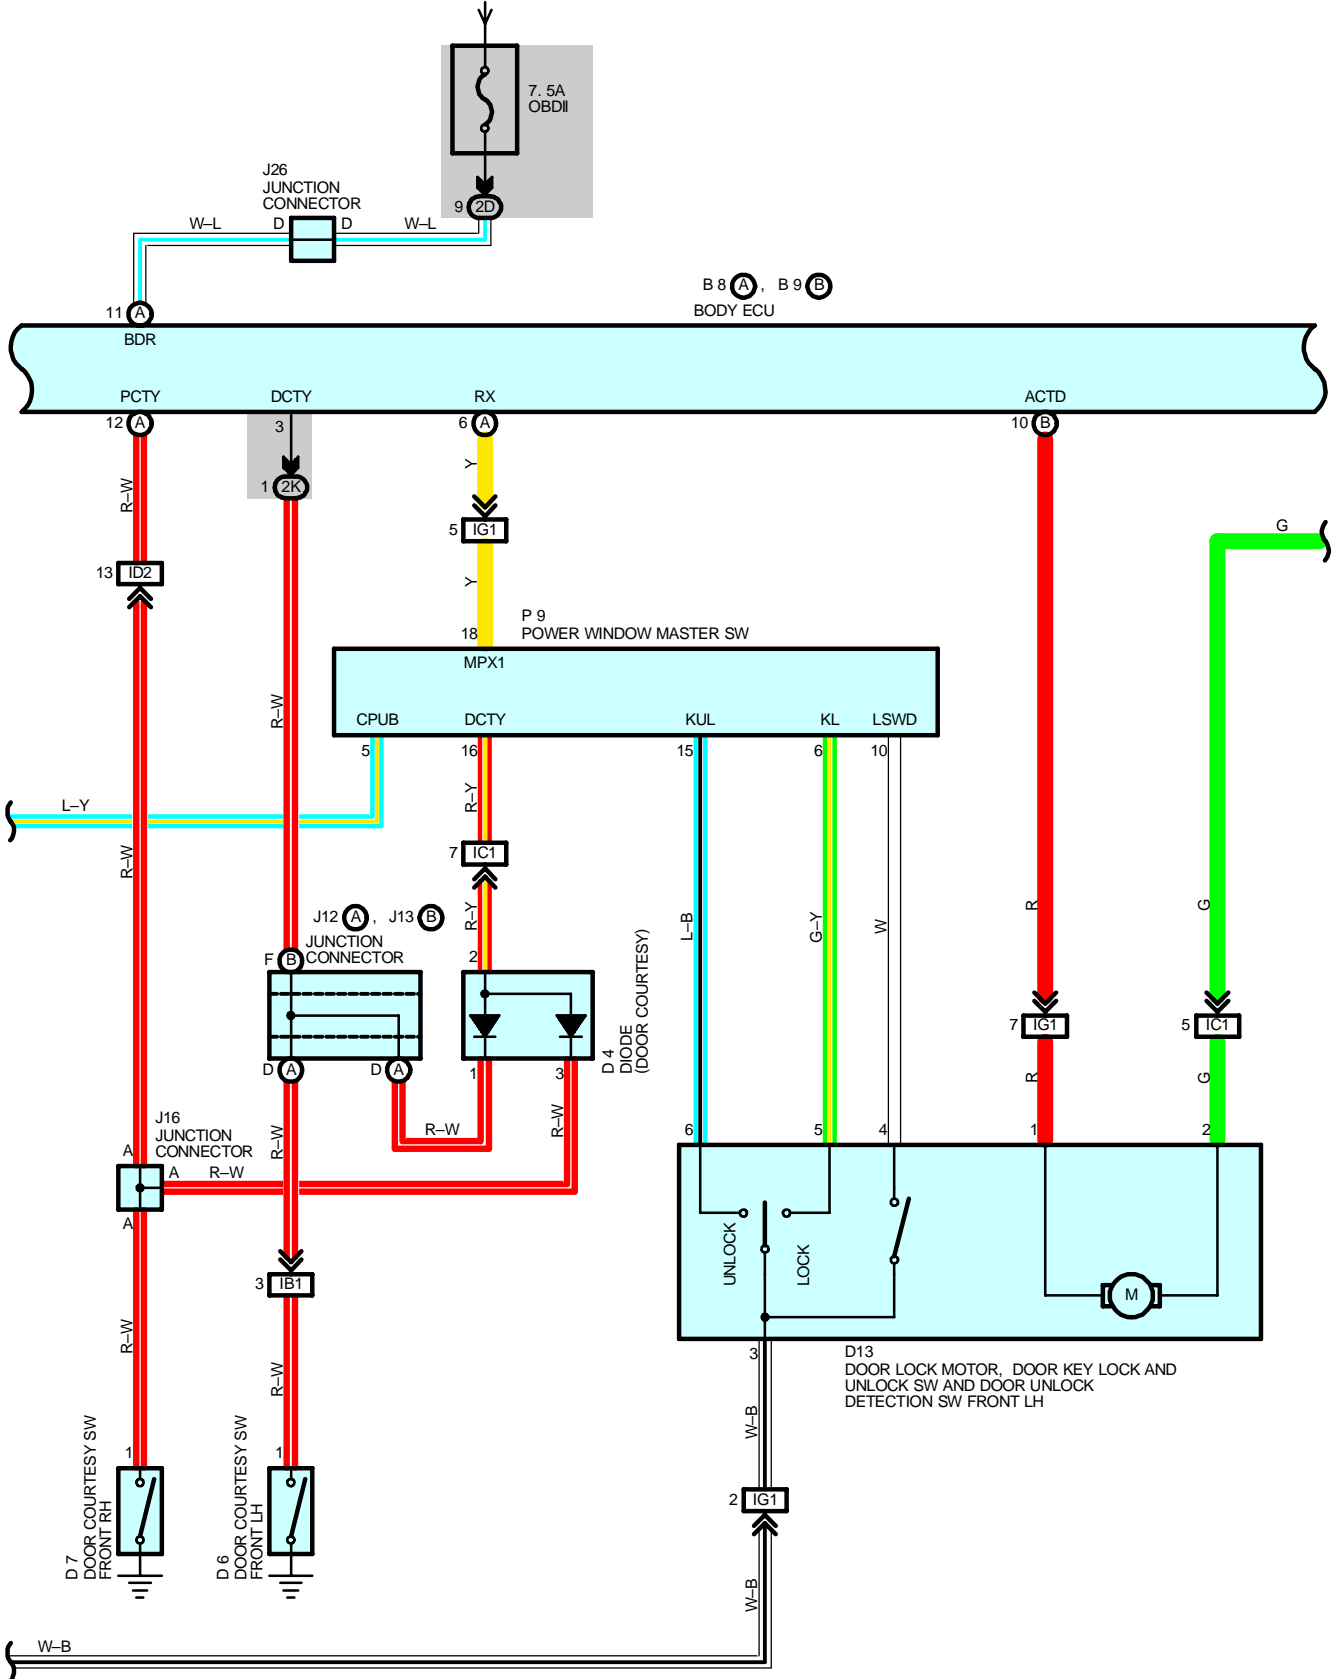 7. 5A
OBDII
J26
JUNCTION
CONNECTOR
9 2D
W–L D D W–L
B 8 A , B 9 B
BODY ECU
11 A
BDR
PCTY DCTY RX ACTD
12 A 3 6 A 10 B
1 2K
R–W
Y
5 IG1
G
13 ID2
Y
P 9
POWER WINDOW MASTER SW
18
MPX1
R–W
CPUB DCTY KUL KL LSWD
5 16 15 6 10
L–Y
R–Y
7 IC1
R–W
J12 A , J13 B
JUNCTION
CONNECTOR
R–Y
L–B
G–Y
W
R
G
F B
2
D 4
DIODE
(DOOR COURTESY)
7 IG1
5 IC1
D A D A
1 3
R
G
J16
JUNCTION
CONNECTOR
R–W
R–W
R–W
6 5 4 1 2
A
A R–W
A
UNLOCK
LOCK
M
3 IB1
R–W
R–W
3
D13
DOOR LOCK MOTOR, DOOR KEY LOCK AND
UNLOCK SW AND DOOR UNLOCK
DETECTION SW FRONT LH
W–B
1
1
D 7
DOOR COURTESY SW
FRONT RH
D 6
DOOR COURTESY SW
FRONT LH
2 IG1
W–B
W–B